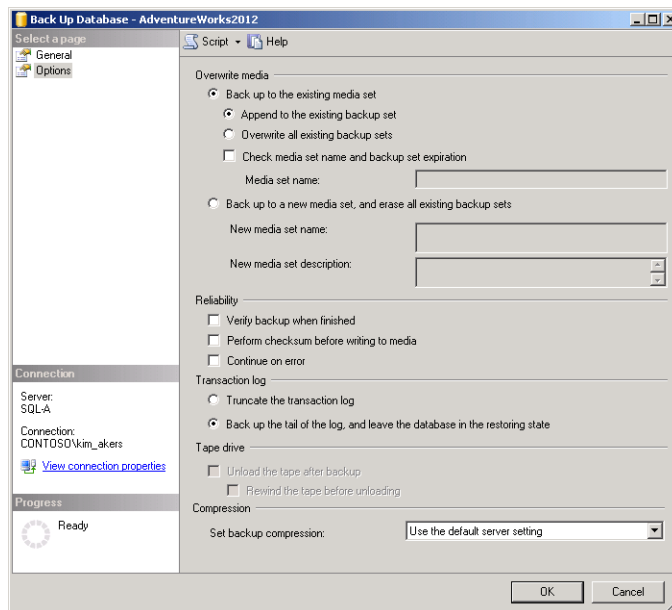 Back Up Database - AdventureWorks2012
Select a page
General
Options
Script Help
Overwrite media
Back up to the existing media set
Append to the existing backup set
Overwrite all existing backup sets
Check media set name and backup set expiration
Media set name:
Back up to a new media set, and erase all existing backup sets
New media set name:
New media set description:
Reliability
Verify backup when finished
Perform checksum before writing to media
Continue on error
Transaction log
Truncate the transaction log
Back up the tail of the log, and leave the database in the restoring state
Tape drive
Unload the tape after backup
Rewind the tape before unloading
Compression
Set backup compression: Use the default server setting
Connection
Server:
SQL-A
Connection:
CONTOSO\kim_akers
View connection properties
Progress
Ready
OK Cancel